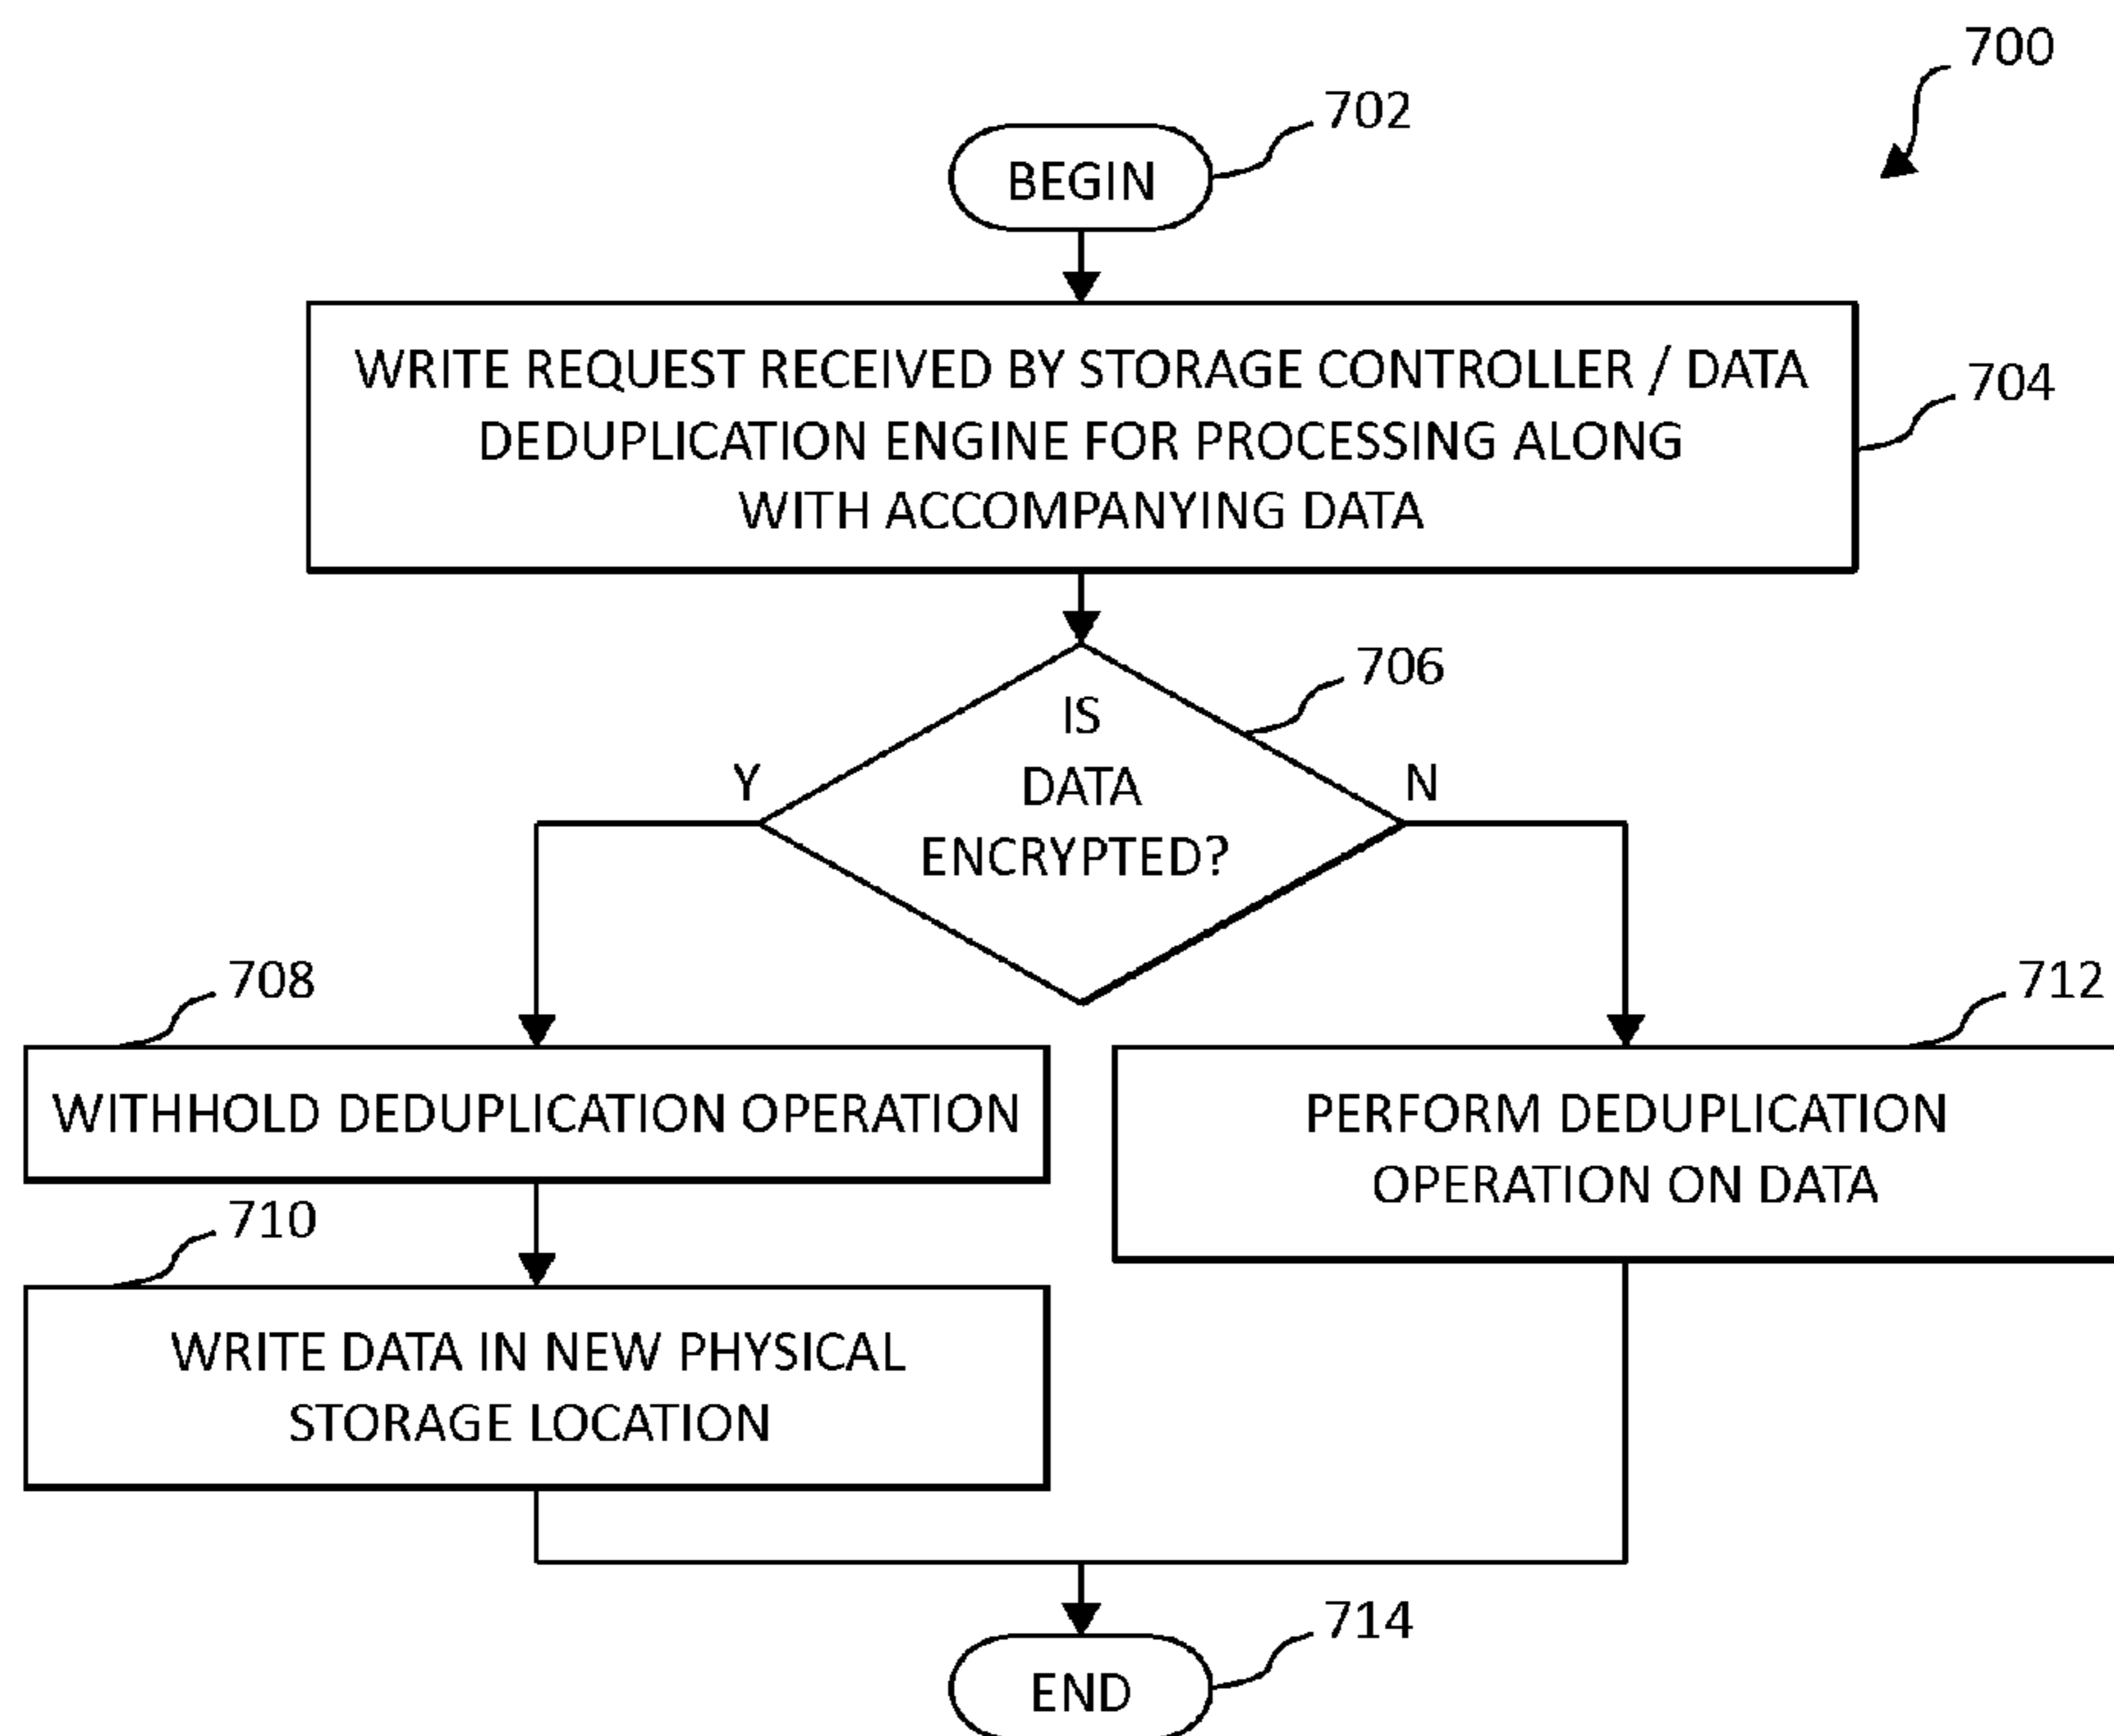 700
702
BEGIN
WRITE REQUEST RECEIVED BY STORAGE CONTROLLER / DATA
DEDUPLICATION ENGINE FOR PROCESSING ALONG
WITH ACCOMPANYING DATA
704
706
IS
DATA
ENCRYPTED?
Y
N
708
WITHHOLD DEDUPLICATION OPERATION
712
PERFORM DEDUPLICATION
OPERATION ON DATA
710
WRITE DATA IN NEW PHYSICAL
STORAGE LOCATION
714
END